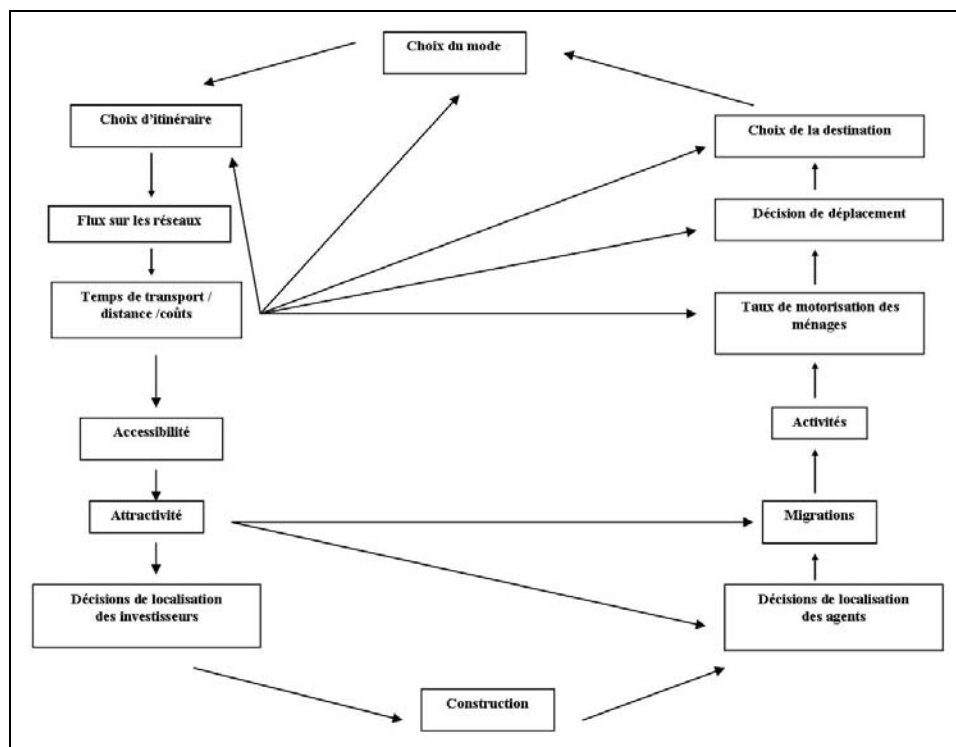 Choix du mode
Choix d'itinéraire
Choix de la destination
Flux sur les réseaux
Décision de déplacement
Temps de transport /
distance /coûts
Taux de motorisation des
ménages
Accessibilité
Activités
Attractivité
Migrations
Décisions de localisation
des investisseurs
Décisions de localisation
des agents
Construction